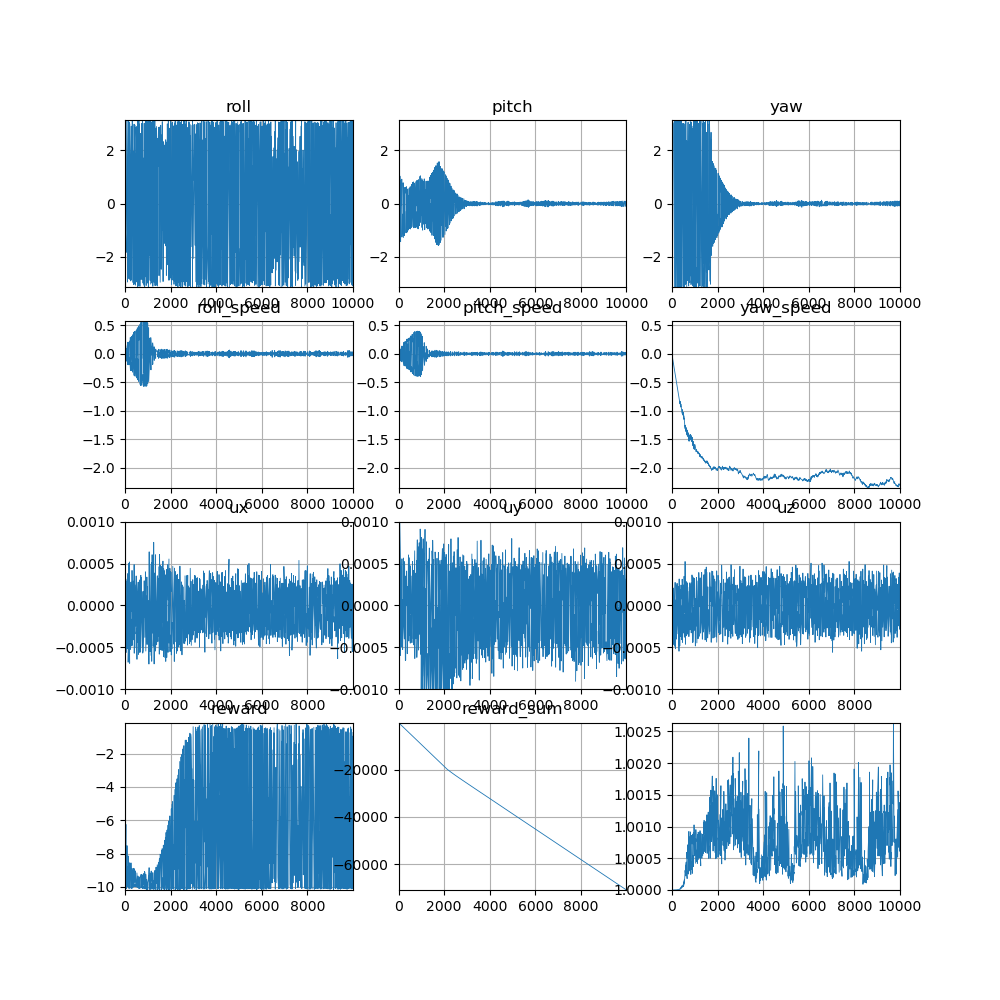 roll pitch yaw
2 2 2
0 0 0
−2 −2 −2
0 2000 4000 6000 8000 10000 0 2000 4000 6000 8000 10000 0 2000 4000 6000 8000 10000
roll_speed pitch_speed yaw_speed
0.5 0.5 0.5
0.0 0.0 0.0
−0.5 −0.5 −0.5
−1.0 −1.0 −1.0
−1.5 −1.5 −1.5
−2.0 −2.0 −2.0
0 2000 4000 6000 8000 10000 0 2000 4000 6000 8000 10000 0 2000 4000 6000 8000 10000
ux uy uz
0.0010 0.0010 0.0010
0.0005 0.0005 0.0005
0.0000 0.0000 0.0000
−0.0005 −0.0005 −0.0005
−0.0010 −0.0010 −0.0010
0 2000 4000 6000 8000 0 2000 4000 6000 8000 0 2000 4000 6000 8000
reward reward_sum
−2 −20000 1.0025
−4 −40000 1.0020
−6 −60000 1.0015
−8 1.0010
−10 1.0005
1.0000
0 2000 4000 6000 8000 0 2000 4000 6000 8000 0 2000 4000 6000 8000 10000